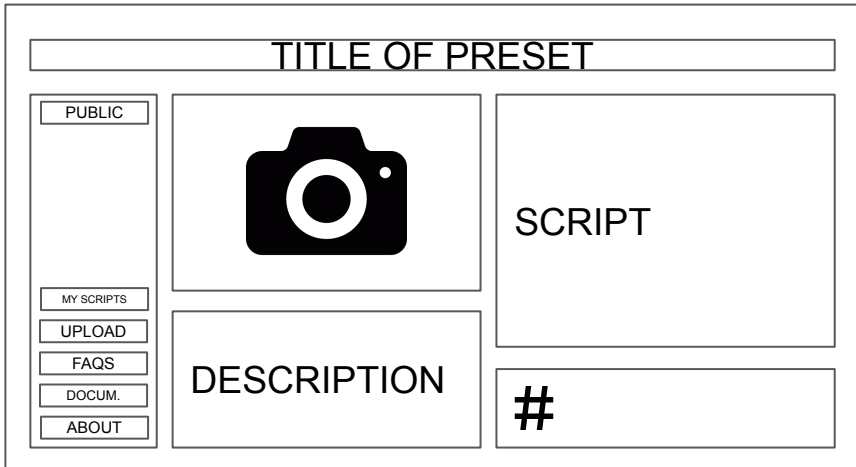 TITLE OF PRESET
PUBLIC
MY SCRIPTS
UPLOAD
FAQS
DOCUM.
ABOUT
DESCRIPTION
SCRIPT
#